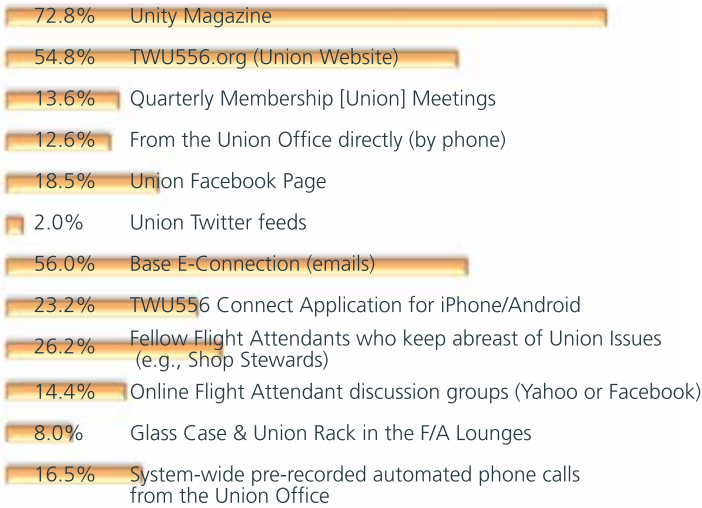 72.8% Unity Magazine
54.8% TWU556.org (Union Website)
13.6% Quarterly Membership [Union] Meetings
12.6% From the Union Office directly (by phone)
18.5% Union Facebook Page
2.0% Union Twitter feeds
56.0% Base E-Connection (emails)
23.2% TWU556 Connect Application for iPhone/Android
26.2% Fellow Flight Attendants who keep abreast of Union Issues
(e.g., Shop Stewards)
14.4% Online Flight Attendant discussion groups (Yahoo or Facebook)
8.0% Glass Case & Union Rack in the F/A Lounges
16.5% System-wide pre-recorded automated phone calls
from the Union Office